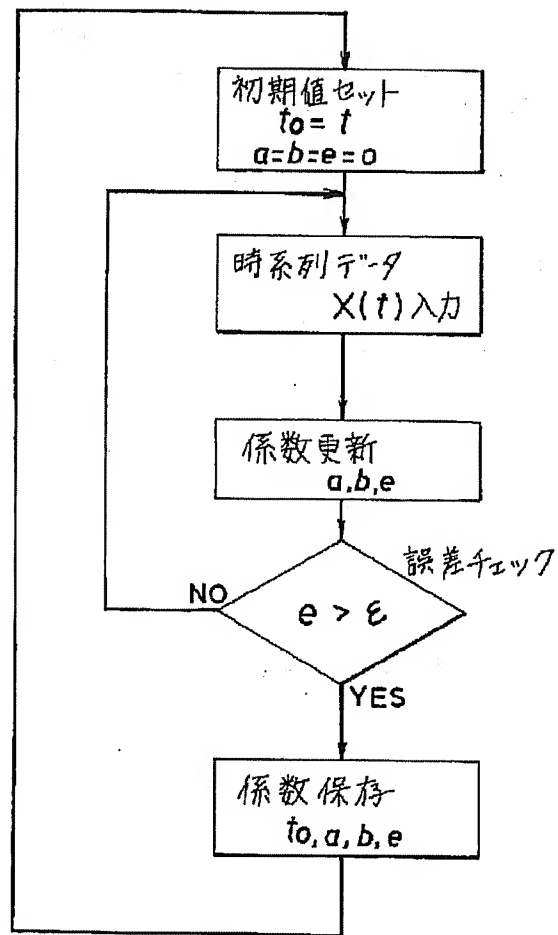 初期値セット
to = t
a=b=e=o
時系列データ
X(t)入力
係数更新
a,b,e
誤差チェック
NO
e > ε
YES
係数保存
to,a,b,e